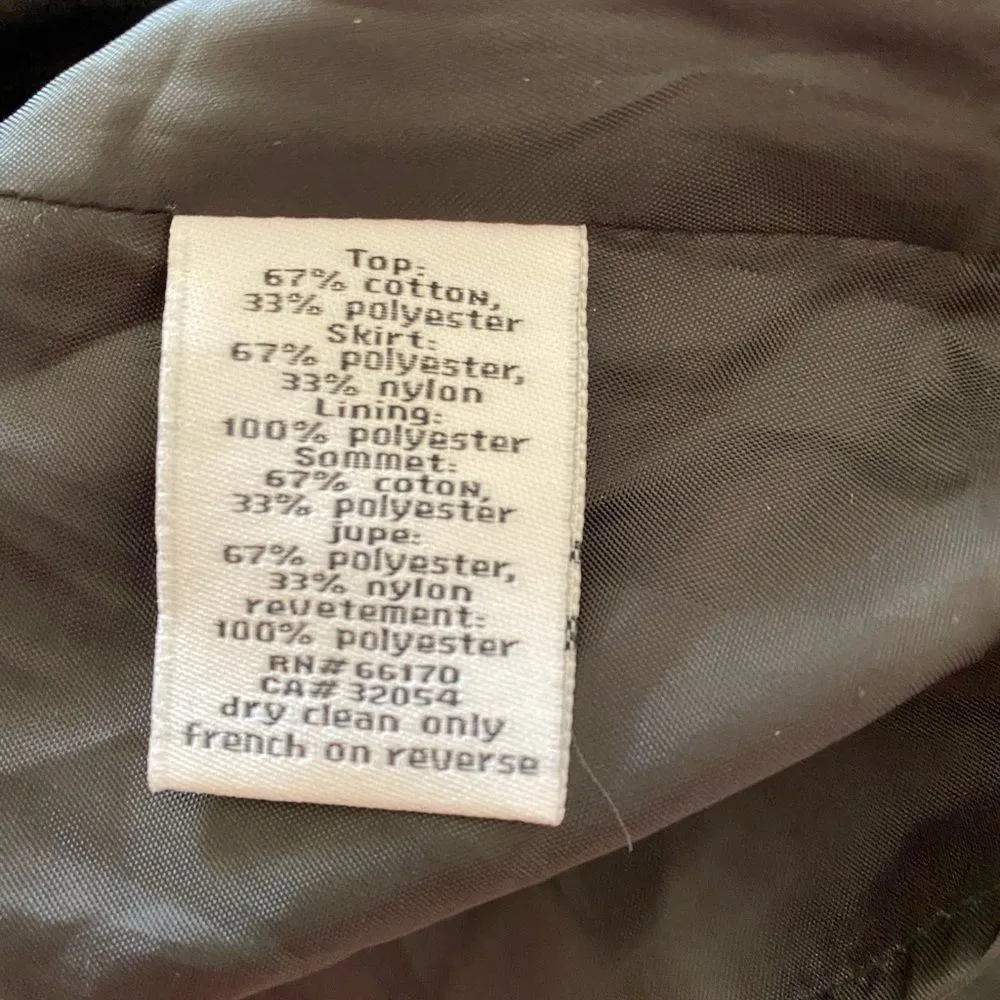 Top:
67% cotton,
33% polyester
Skirt:
67% polyester,
33% nylon
Lining:
100% polyester
Sommet:
67% coton,
33% polyester
jupe:
67% polyester,
33% nylon
revetement:
100% polyester
RN# 66170
CA# 32054
dry clean only
french on reverse